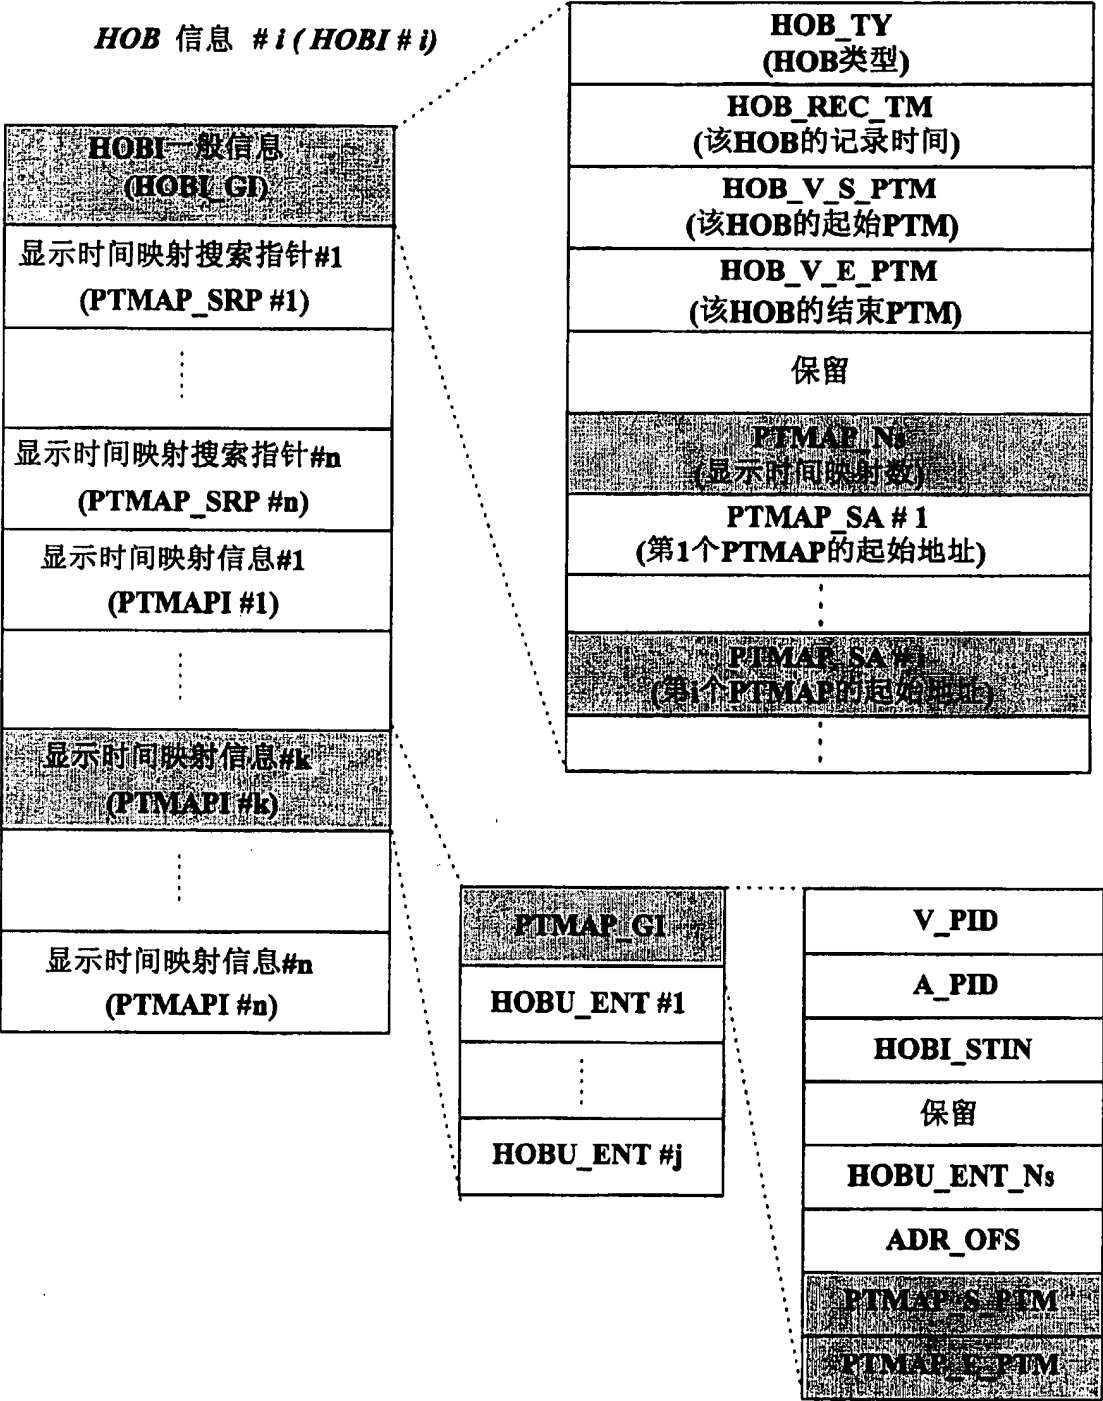 HOB 信息 # i ( HOBI # i)
HOBI一般信息
(HOBI_GI)
显示时间映射搜索指针#1
(PTMAP_SRP #1)
显示时间映射搜索指针#n
(PTMAP_SRP #n)
显示时间映射信息#1
(PTMAPI #1)
显示时间映射信息#k
(PTMAPI #k)
显示时间映射信息#n
(PTMAPI #n)
HOB_TY
(HOB类型)
HOB_REC_TM
(该HOB的记录时间)
HOB_V_S_PTM
(该HOB的起始PTM)
HOB_V_E_PTM
(该HOB的结束PTM)
保留
PTMAP_Ns
(显示时间映射数)
PTMAP_SA # 1
(第1个PTMAP的起始地址)
PTMAP_SA # i
(第i个PTMAP的起始地址)
PTMAP_GI
HOBU_ENT #1
HOBU_ENT #j
V_PID
A_PID
HOBI_STIN
保留
HOBU_ENT_Ns
ADR_OFS
PTMAP_S_PTM
PTMAP_E_PTM